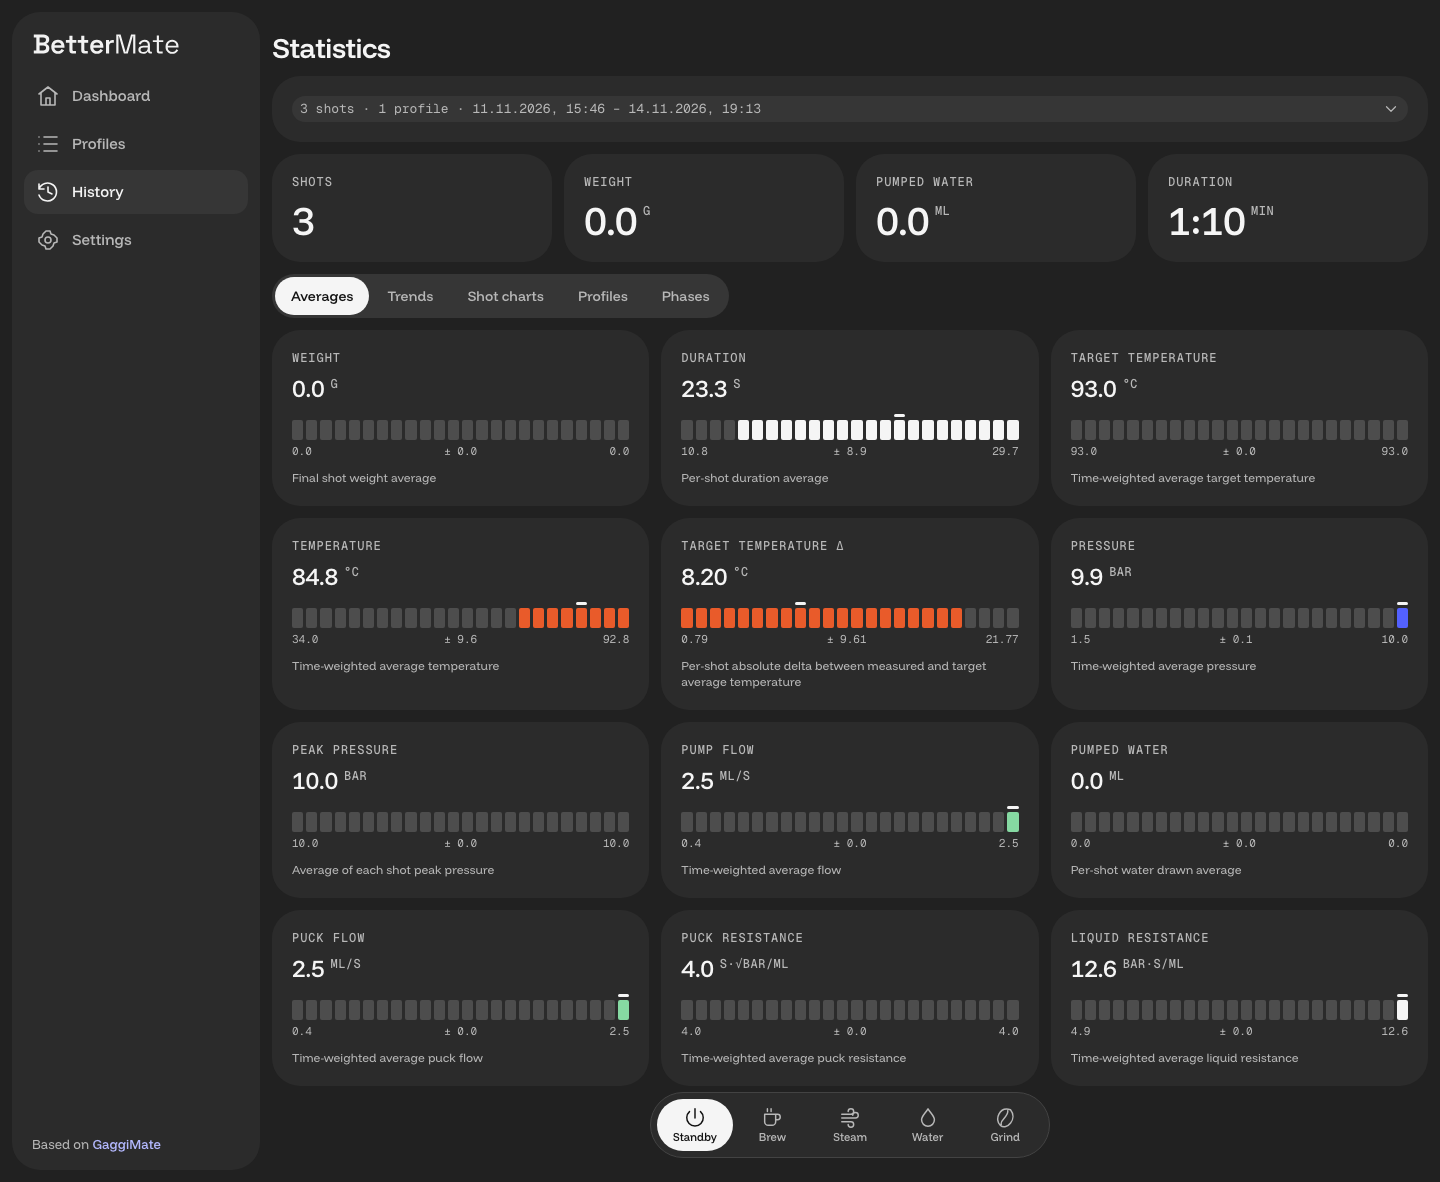 BetterMate
Dashboard
Profiles
History
Settings
Based on GaggiMate
Statistics
3 shots · 1 profile · 11.11.2026, 15:46 – 14.11.2026, 19:13
SHOTS
3
WEIGHT
0.0 G
PUMPED WATER
0.0 ML
DURATION
1:10 MIN
Averages
Trends
Shot charts
Profiles
Phases
WEIGHT
0.0 G
0.0 ± 0.0 0.0
Final shot weight average
DURATION
23.3 S
10.8 ± 8.9 29.7
Per-shot duration average
TARGET TEMPERATURE
93.0 °C
93.0 ± 0.0 93.0
Time-weighted average target temperature
TEMPERATURE
84.8 °C
34.0 ± 9.6 92.8
Time-weighted average temperature
TARGET TEMPERATURE Δ
8.20 °C
0.79 ± 9.61 21.77
Per-shot absolute delta between measured and target
average temperature
PRESSURE
9.9 BAR
1.5 ± 0.1 10.0
Time-weighted average pressure
PEAK PRESSURE
10.0 BAR
10.0 ± 0.0 10.0
Average of each shot peak pressure
PUMP FLOW
2.5 ML/S
0.4 ± 0.0 2.5
Time-weighted average flow
PUMPED WATER
0.0 ML
0.0 ± 0.0 0.0
Per-shot water drawn average
PUCK FLOW
2.5 ML/S
0.4 ± 0.0 2.5
Time-weighted average puck flow
PUCK RESISTANCE
4.0 S·√BAR/ML
4.0 ± 0.0 4.0
Time-weighted average puck resistance
LIQUID RESISTANCE
12.6 BAR·S/ML
4.9 ± 0.0 12.6
Time-weighted average liquid resistance
Standby
Brew
Steam
Water
Grind